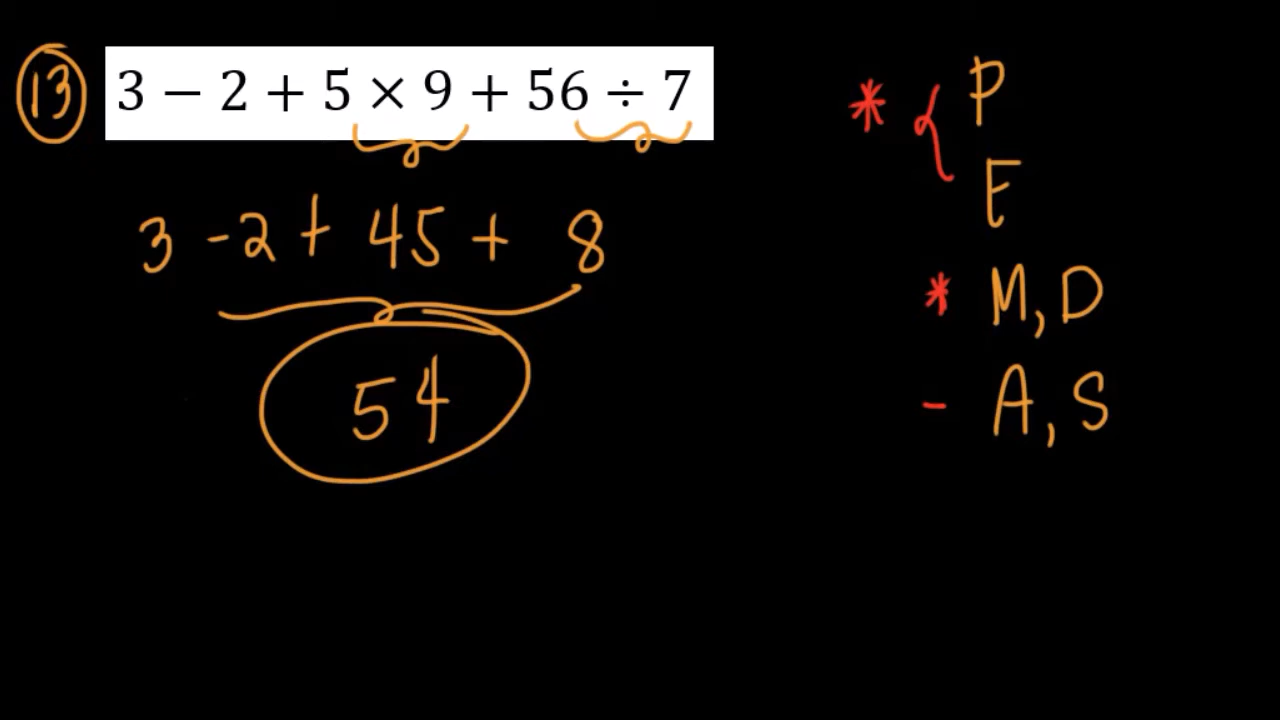 13 3 − 2 + 5 × 9 + 56 ÷ 7
3 - 2 + 45 + 8
54
* { P
E
* M, D
- A, S